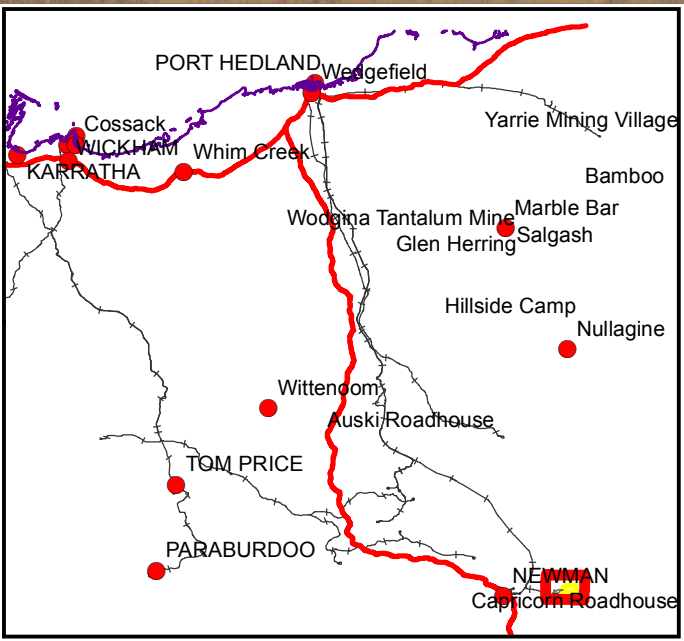 PORT HEDLAND
Wedgefield
Cossack
Yarrie Mining Village
WICKHAM
Whim Creek
KARRATHA
Bamboo
Marble Bar
Woogina Tantalum Mine
Salgash
Glen Herring
Hillside Camp
Nullagine
Wittenoom
Auski Roadhouse
TOM PRICE
PARABURDOO
NEWMAN
Capricorn Roadhouse